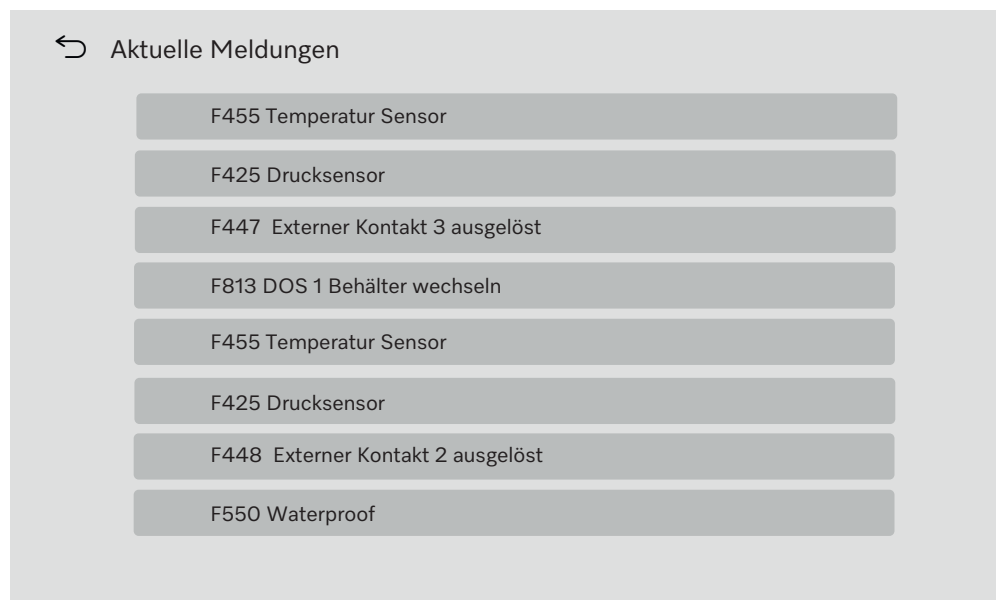 Aktuelle Meldungen
F455 Temperatur Sensor
F425 Drucksensor
F447  Externer Kontakt 3 ausgelöst
F813 DOS 1 Behälter wechseln
F455 Temperatur Sensor
F425 Drucksensor
F448  Externer Kontakt 2 ausgelöst
F550 Waterproof